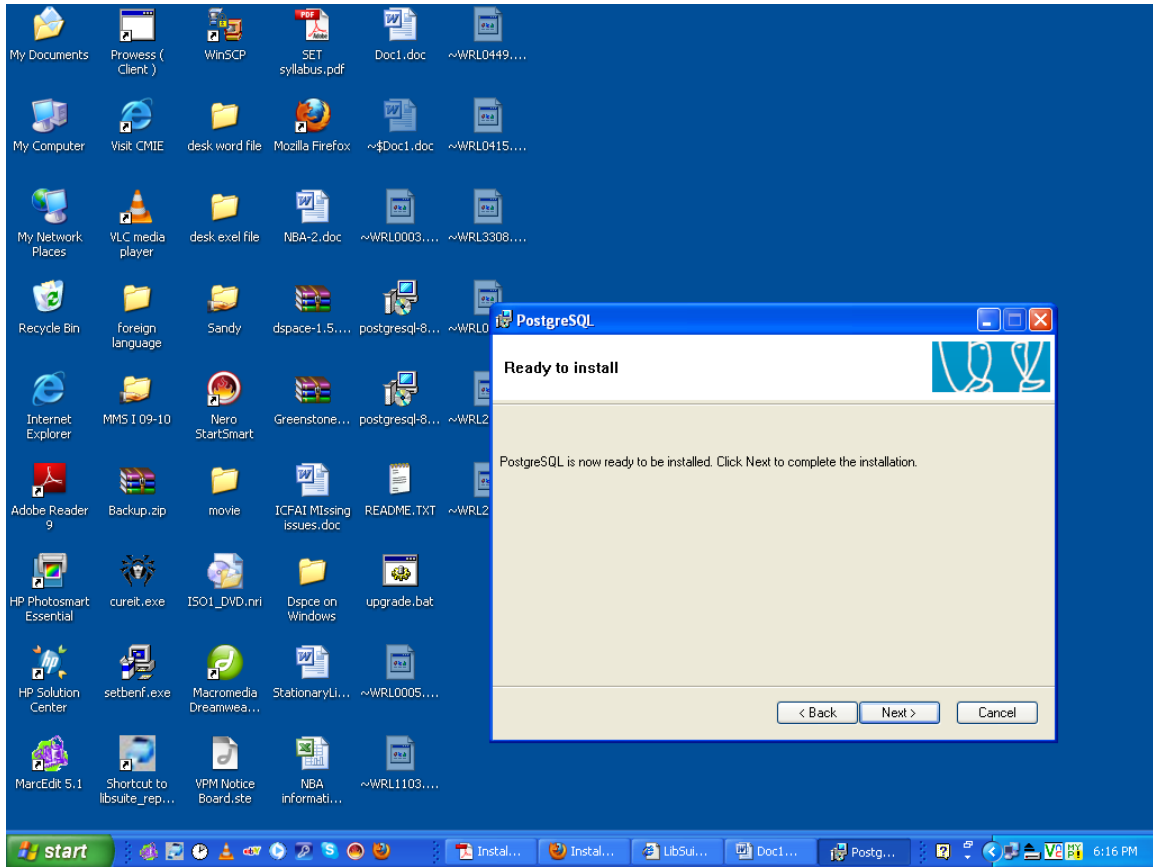 My Documents
Prowess (
Client )
WinSCP
SET
syllabus.pdf
Doc1.doc
~WRL0449....
My Computer
Visit CMIE
desk word file
Mozilla Firefox
~$Doc1.doc
~WRL0415....
My Network
Places
VLC media
player
desk exel file
NBA-2.doc
~WRL0003....
~WRL3308....
Recycle Bin
foreign
language
Sandy
dspace-1.5....
postgresql-8...
~WRL0
Internet
Explorer
MMS I 09-10
Nero
StartSmart
Greenstone...
postgresql-8...
~WRL2
Adobe Reader
9
Backup.zip
movie
ICFAI MIssing
issues.doc
README.TXT
~WRL2
HP Photosmart
Essential
cureit.exe
ISO1_DVD.nri
Dspce on
Windows
upgrade.bat
HP Solution
Center
setbenf.exe
Macromedia
Dreamwea...
StationaryLi...
~WRL0005....
MarcEdit 5.1
Shortcut to
libsuite_rep...
VPM Notice
Board.ste
NBA
informati...
~WRL1103....
PostgreSQL
Ready to install
PostgreSQL is now ready to be installed. Click Next to complete the installation.
< Back
Next >
Cancel
start
Instal...
Instal...
LibSui...
Doc1...
Postg...
6:16 PM